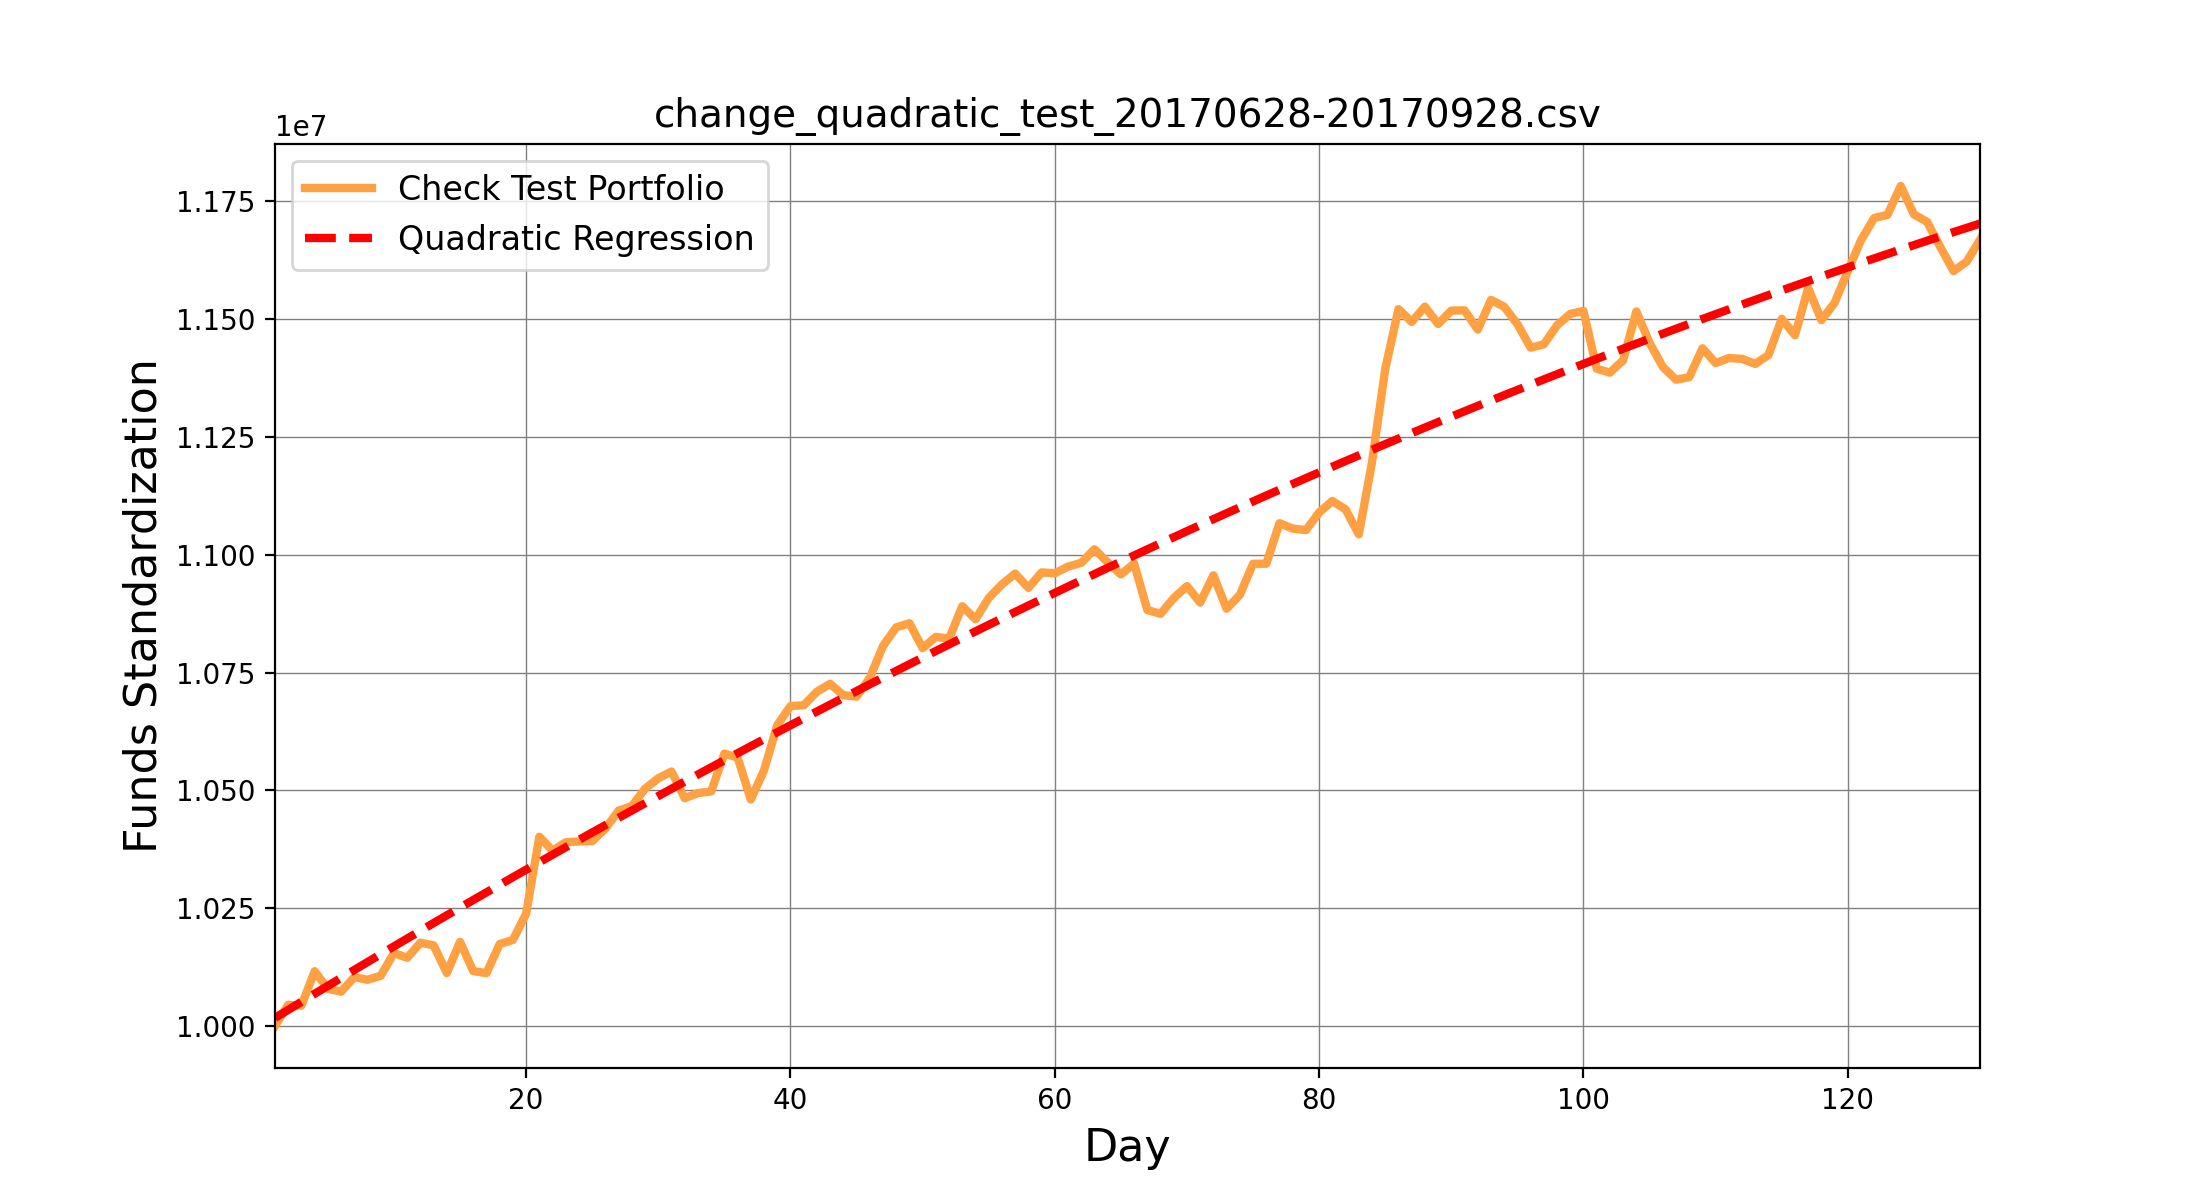 change_quadratic_test_20170628-20170928.csv
1e7
Check Test Portfolio
Quadratic Regression
1.175
1.150
1.125
1.100
1.075
1.050
1.025
1.000
Funds Standardization
20 40 60 80 100 120
Day